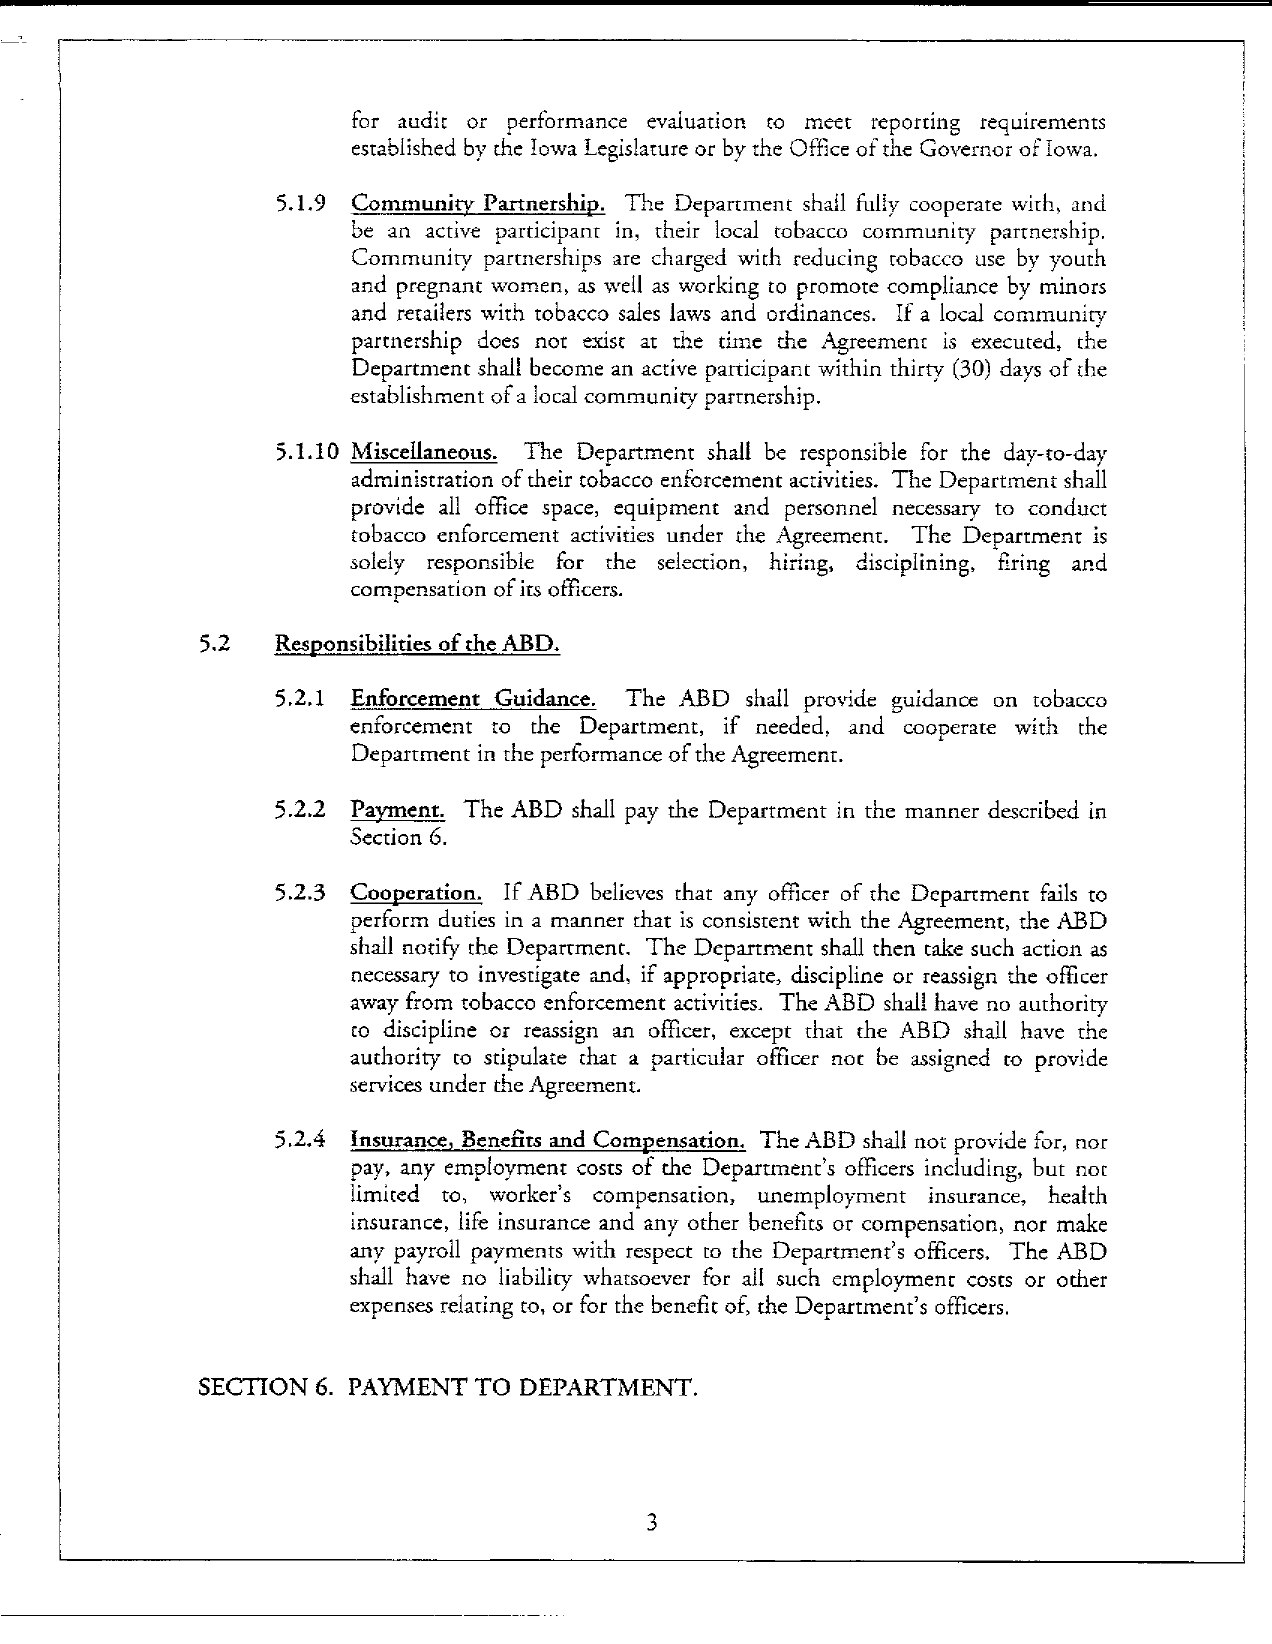 for audit or performance evaluation to meet reporting requirements
established by the Iowa Legislature or by the Office of the Governor of Iowa.
5.1.9 Community Partnership. The Department shall fully cooperate with, and
be an active participant in, their local tobacco community partnership.
Community partnerships are charged with reducing tobacco use by youth
and pregnant women, as well as working to promote compliance by minors
and retailers with tobacco sales laws and ordinances. If a local community
partnership does not exist at the time the Agreement is executed, the
Department shall become an active participant within thirty (30) days of the
establishment of a local community partnership.
5.1.10 Miscellaneous. The Department shall be responsible for the day-to-day
administration of their tobacco enforcement activities. The Department shall
provide all office space, equipment and personnel necessary to conduct
tobacco enforcement activities under the Agreement. The Department is
solely responsible for the selection, hiring, disciplining, firing and
compensation of its officers.
5.2 Responsibilities of the ABD.
5.2.1 Enforcement Guidance. The ABD shall provide guidance on tobacco
enforcement to the Department, if needed, and cooperate with the
Department in the performance of the Agreement.
5.2.2 Payment. The ABD shall pay the Department in the manner described in
Section 6.
5.2.3 Cooperation. If ABD believes that any officer of the Department fails to
perform duties in a manner that is consistent with the Agreement, the ABD
shall notify the Department. The Department shall then take such action as
necessary to investigate and, if appropriate, discipline or reassign the officer
away from tobacco enforcement activities. The ABD shall have no authority
to discipline or reassign an officer, except that the ABD shall have the
authority to stipulate that a particular officer not be assigned to provide
services under the Agreement.
5.2.4 Insurance, Benefits and Compensation. The ABD shall not provide for, nor
pay, any employment costs of the Department's officers including, but not
limited to, worker's compensation, unemployment insurance, health
insurance, life insurance and any other benefits or compensation, nor make
any payroll payments with respect to the Department's officers. The ABD
shall have no liability whatsoever for all such employment costs or other
expenses relating to, or for the benefit of, the Department's officers.
SECTION 6. PAYMENT TO DEPARTMENT.
3